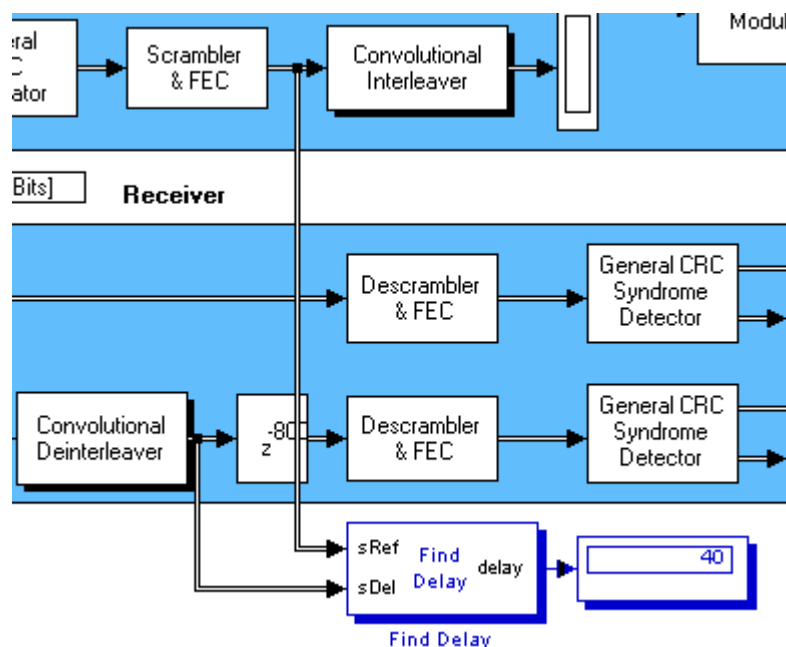 eral
C
ator
Scrambler
& FEC
Convolutional
Interleaver
Modul
Bits]
Receiver
Descrambler
& FEC
General CRC
Syndrome
Detector
Convolutional
Deinterleaver
z
-80
Descrambler
& FEC
General CRC
Syndrome
Detector
sRef
sDel
Find
Delay
delay
40
Find Delay